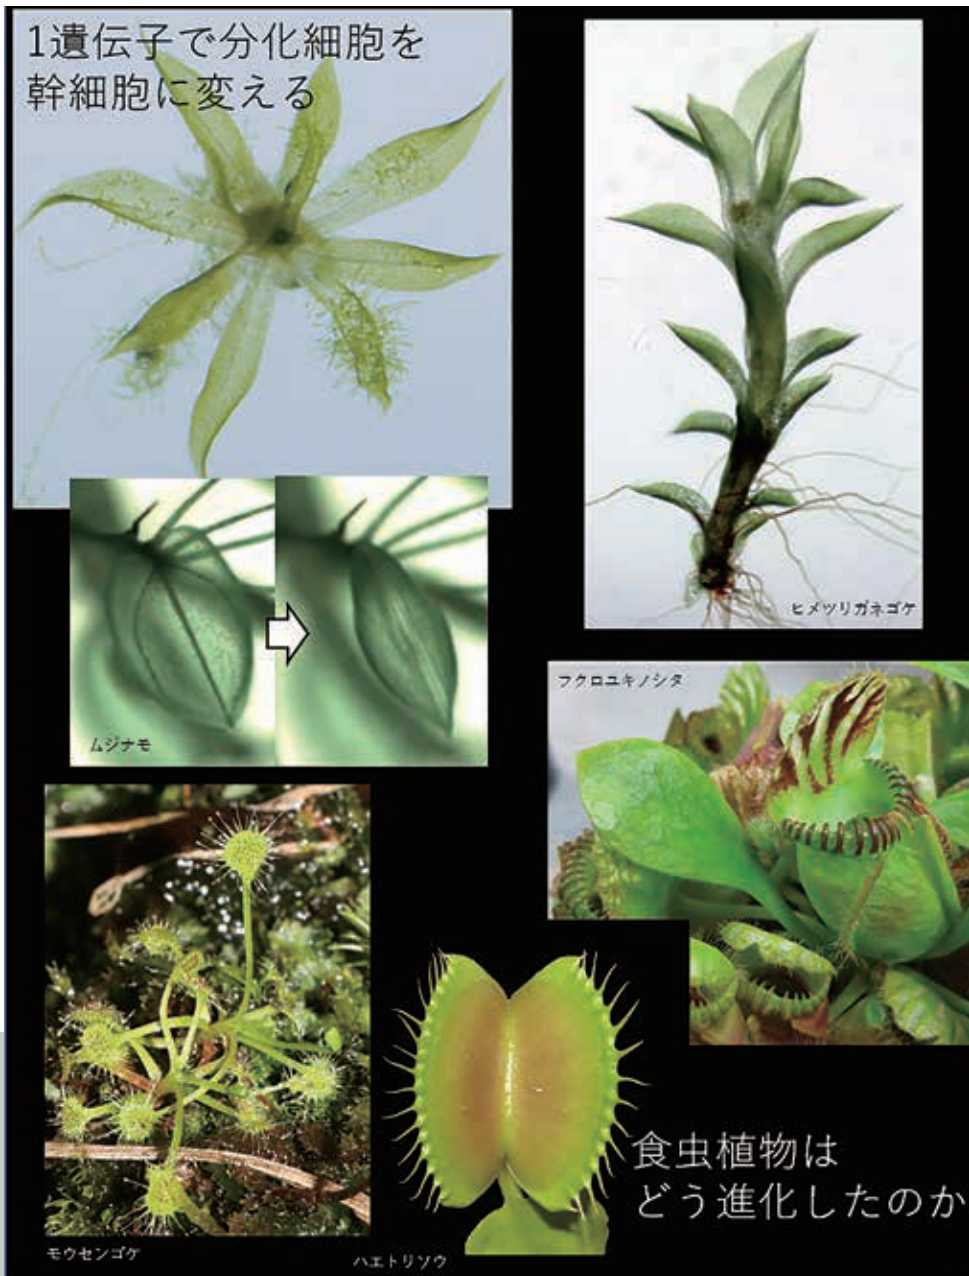 1遺伝子で分化細胞を
幹細胞に変える
ヒメツリガネゴケ
ムジナモ
フクロユキノシタ
モウセンゴケ
ハエトリソウ
食虫植物は
どう進化したのか